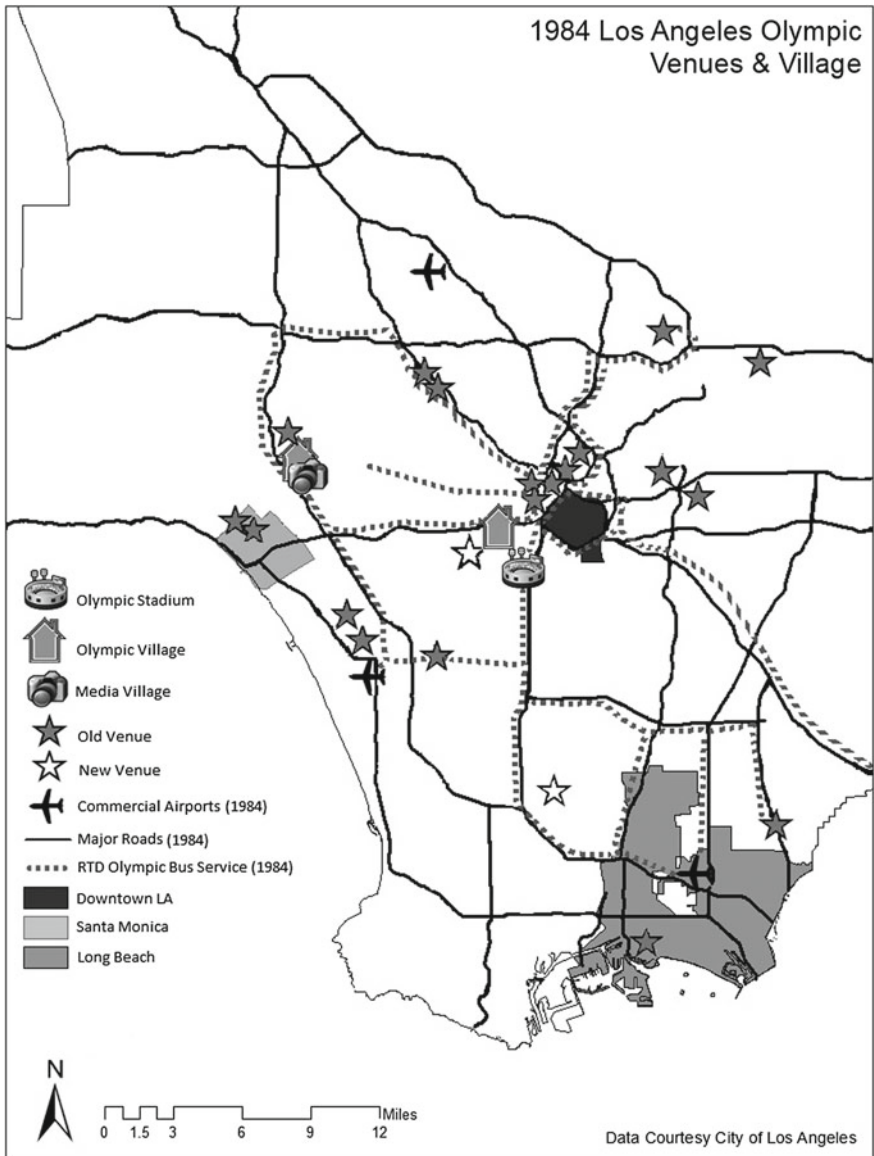 1984 Los Angeles Olympic
Venues & Village
Olympic Stadium
Olympic Village
Media Village
Old Venue
New Venue
Commercial Airports (1984)
Major Roads (1984)
RTD Olympic Bus Service (1984)
Downtown LA
Santa Monica
Long Beach
N
Miles
0 1.5 3 6 9 12
Data Courtesy City of Los Angeles